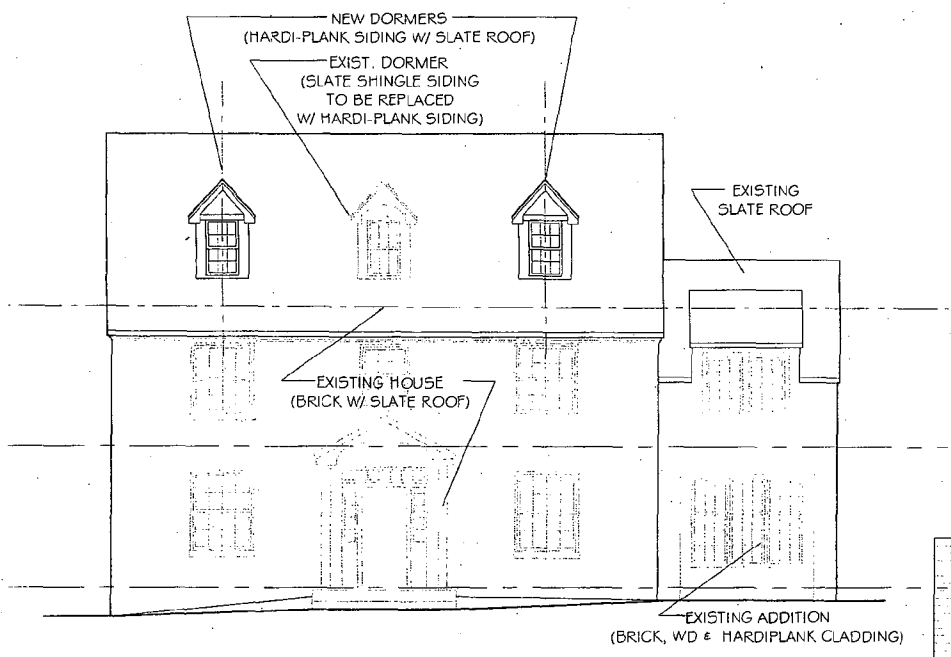 NEW DORMERS
(HARDI-PLANK SIDING W/ SLATE ROOF)
EXIST. DORMER
(SLATE SHINGLE SIDING
TO BE REPLACED
W/ HARDI-PLANK SIDING)
EXISTING
SLATE ROOF
EXISTING HOUSE
(BRICK W/ SLATE ROOF)
EXISTING ADDITION
(BRICK, WD & HARDIPLANK CLADDING)